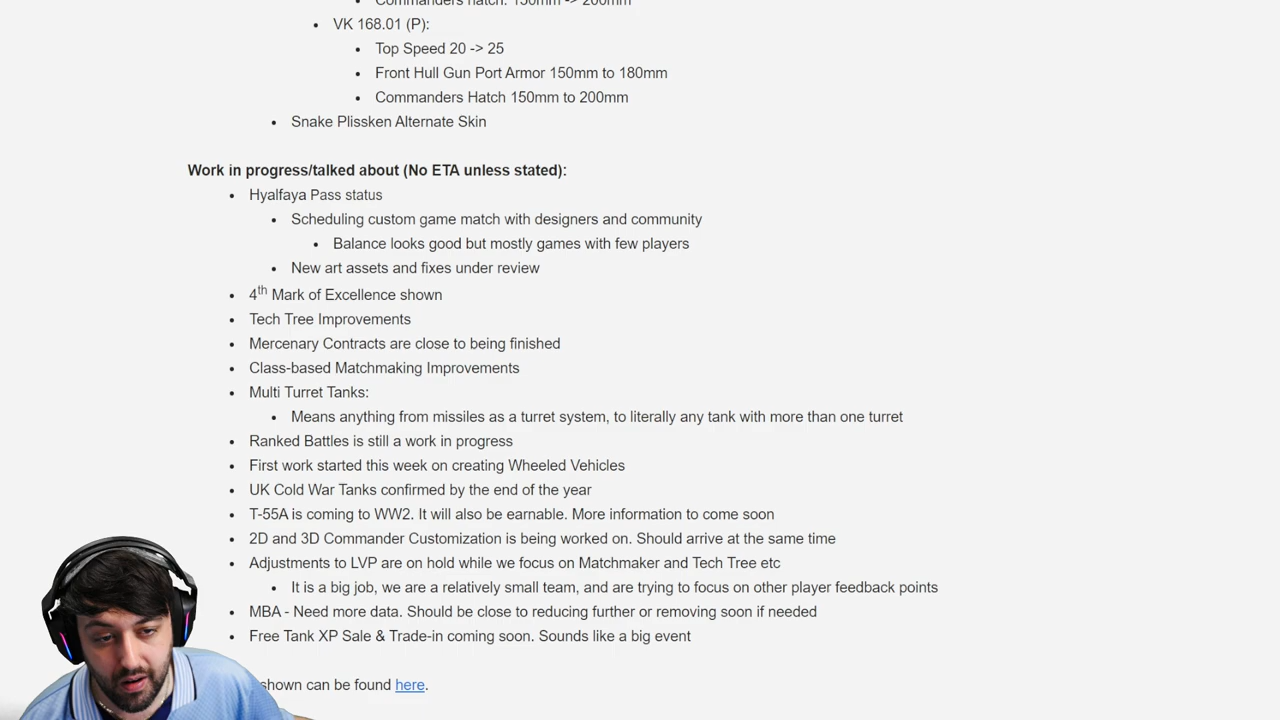 Commanders hatch: 150mm -> 200mm
VK 168.01 (P):
Top Speed 20 -> 25
Front Hull Gun Port Armor 150mm to 180mm
Commanders Hatch 150mm to 200mm
Snake Plissken Alternate Skin
Work in progress/talked about (No ETA unless stated):
Hyalfaya Pass status
Scheduling custom game match with designers and community
Balance looks good but mostly games with few players
New art assets and fixes under review
4th Mark of Excellence shown
Tech Tree Improvements
Mercenary Contracts are close to being finished
Class-based Matchmaking Improvements
Multi Turret Tanks:
Means anything from missiles as a turret system, to literally any tank with more than one turret
Ranked Battles is still a work in progress
First work started this week on creating Wheeled Vehicles
UK Cold War Tanks confirmed by the end of the year
T-55A is coming to WW2. It will also be earnable. More information to come soon
2D and 3D Commander Customization is being worked on. Should arrive at the same time
Adjustments to LVP are on hold while we focus on Matchmaker and Tech Tree etc
It is a big job, we are a relatively small team, and are trying to focus on other player feedback points
MBA - Need more data. Should be close to reducing further or removing soon if needed
Free Tank XP Sale & Trade-in coming soon. Sounds like a big event
shown can be found here.